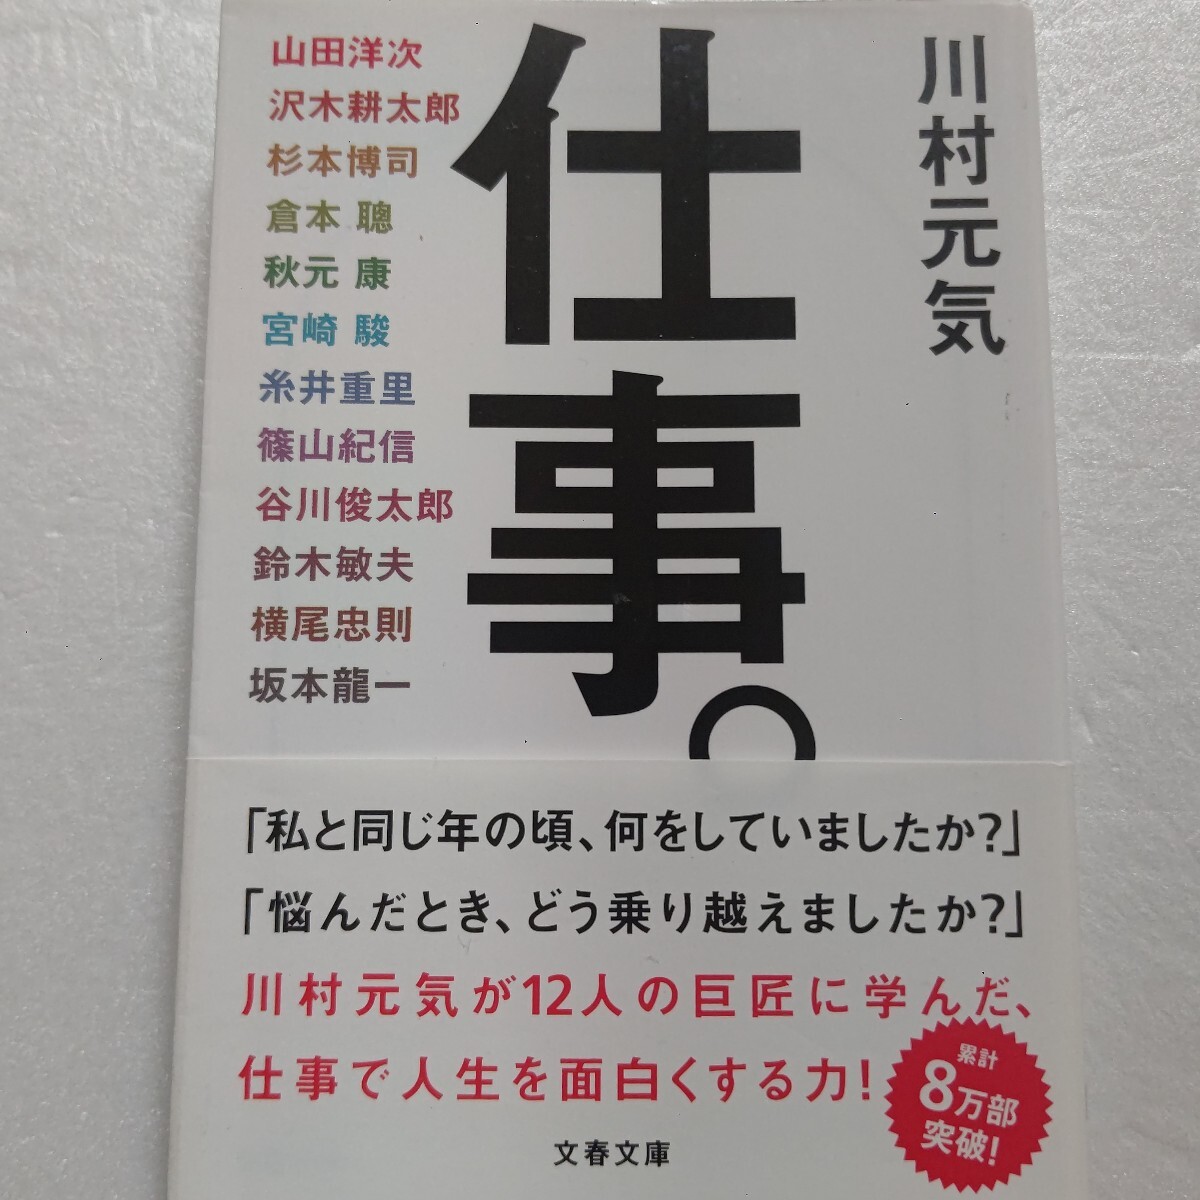 川村元気
仕事。
山田洋次
沢木耕太郎
杉本博司
倉本 聰
秋元 康
宮崎 駿
糸井重里
篠山紀信
谷川俊太郎
鈴木敏夫
横尾忠則
坂本龍一
「私と同じ年の頃、何をしていましたか?」
「悩んだとき、どう乗り越えましたか?」
川村元気が12人の巨匠に学んだ、
仕事で人生を面白くする力!
累計
8万部
突破!
文春文庫